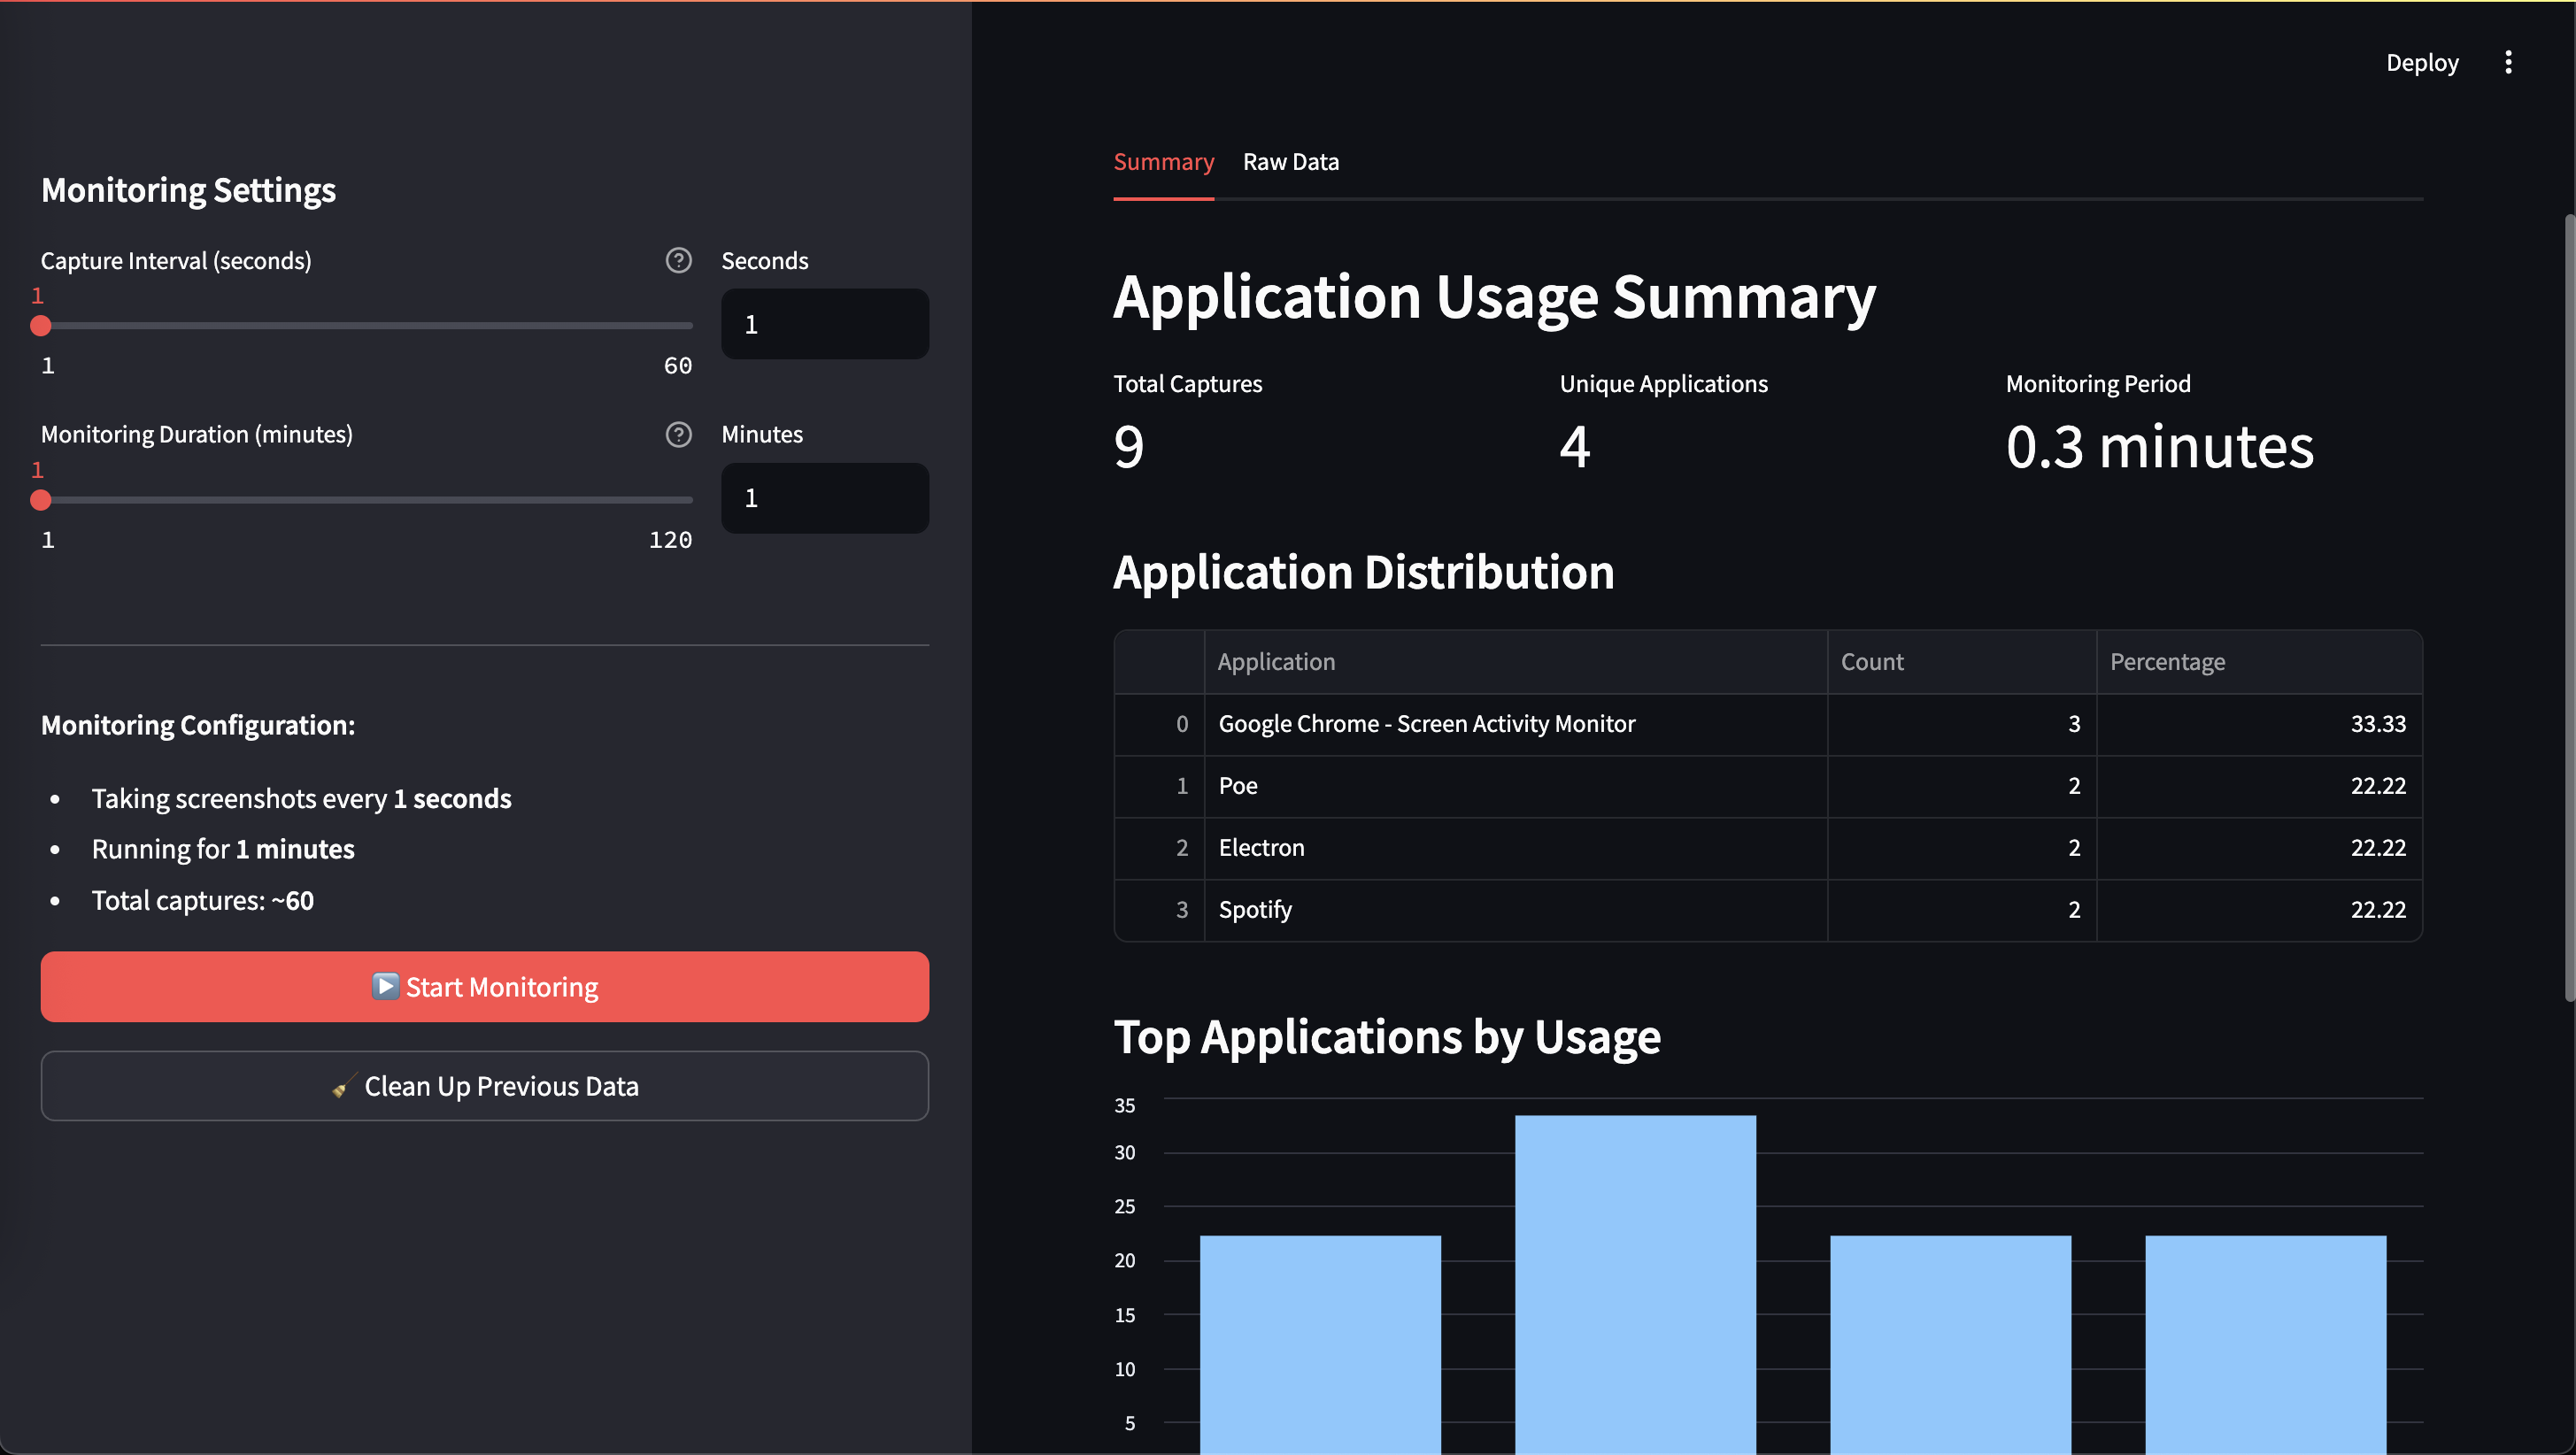 Deploy
Monitoring Settings
Capture Interval (seconds)
Seconds
1
1
1
60
Monitoring Duration (minutes)
Minutes
1
1
1
120
Monitoring Configuration:
• Taking screenshots every 1 seconds
• Running for 1 minutes
• Total captures: ~60
Start Monitoring
Clean Up Previous Data
Summary Raw Data
Application Usage Summary
Total Captures Unique Applications Monitoring Period
9 4 0.3 minutes
Application Distribution
Application Count Percentage
0 Google Chrome - Screen Activity Monitor 3 33.33
1 Poe 2 22.22
2 Electron 2 22.22
3 Spotify 2 22.22
Top Applications by Usage
35
30
25
20
15
10
5